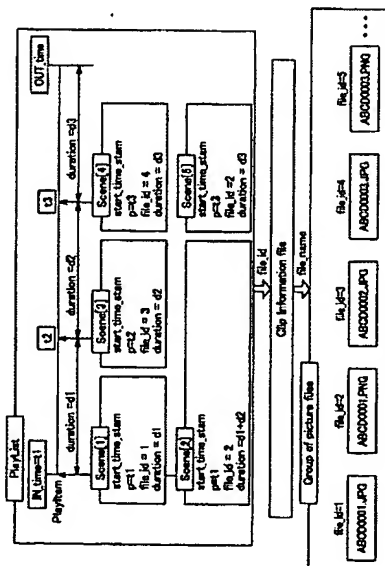 PlayList
IN_time=t1
t2
t3
OUT_time
duration=d1
duration=d2
duration=d3
PlayItem
Scene[1]
start_time_stam
p=t1
file_id = 1
duration = d1
Scene[3]
start_time_stam
p=t2
file_id = 3
duration = d2
Scene[4]
start_time_stam
p=t3
file_id = 4
duration = d3
Scene[2]
start_time_stam
p=t1
file_id = 2
duration =d1+d2
Scene[5]
start_time_stam
p=t3
file_id =2
duration = d3
file_id
Clip Information file
file_name
Group of picture files
file_id=1
ABCD0001.JPG
file_id=2
ABCD0001.PNG
file_id=3
ABCD0002.JPG
file_id=4
ABCD0003.JPG
file_id=5
ABCD0003.PNG